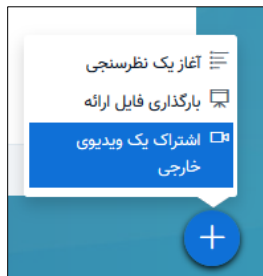 آغاز یک نظرسنجی
بارگذاری فایل ارائه
اشتراک یک ویدیوی
خارجی